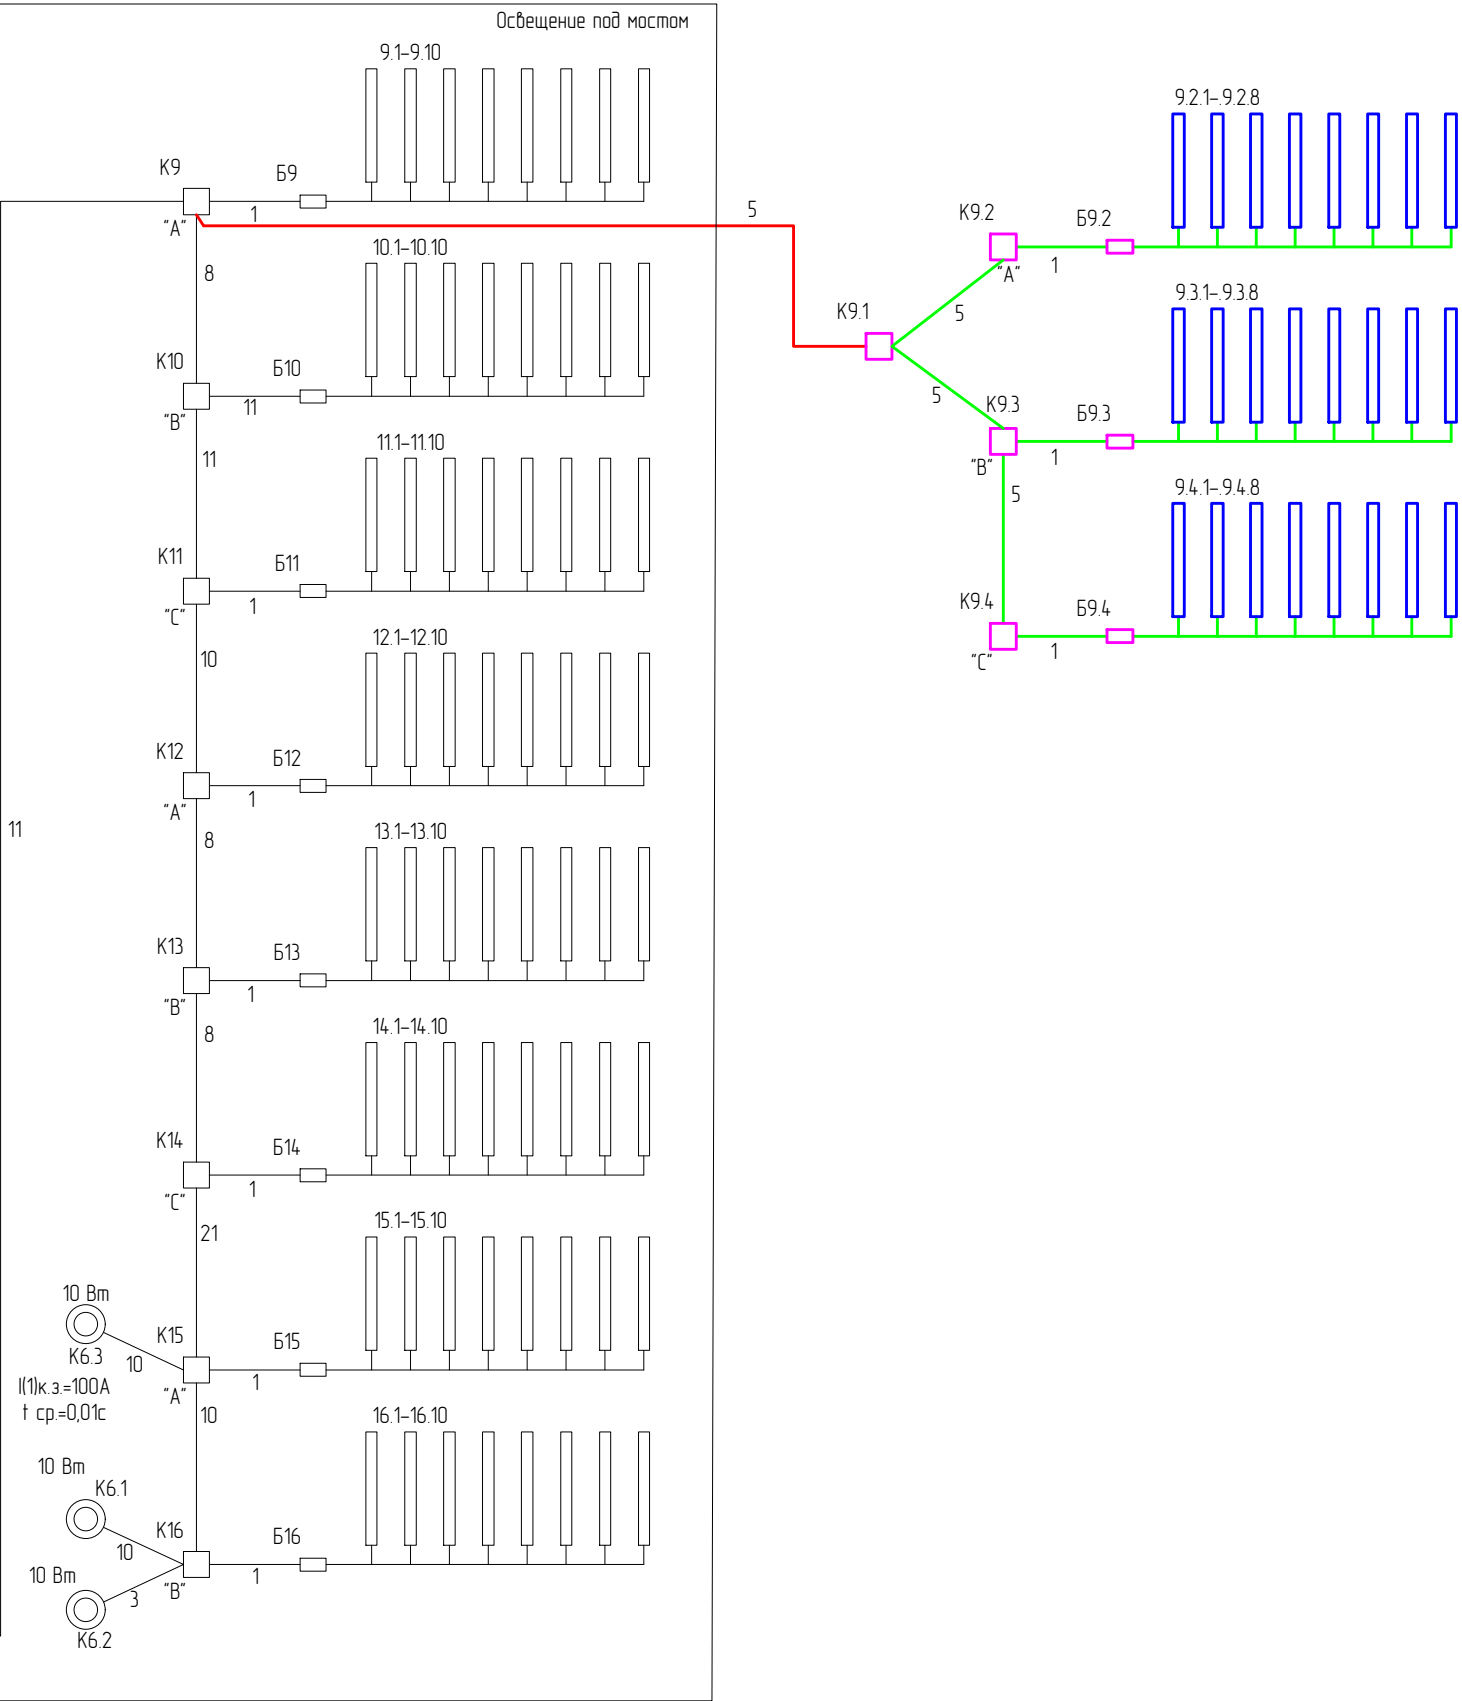 Освещение под мостом
9.1-9.10
К9
Б9
"А"
1
8
10.1-10.10
К10
Б10
"В"
11
11
11.1-11.10
К11
Б11
"С"
1
10
12.1-12.10
К12
Б12
"А"
1
8
11
13.1-13.10
К13
Б13
"В"
1
8
14.1-14.10
К14
Б14
"С"
1
21
15.1-15.10
10 Вт
К6.3
10
К15
Б15
"А"
1
I(1)к.з.=100А
t ср.=0,01с
10
16.1-16.10
10 Вт
К6.1
10
К16
Б16
"В"
1
10 Вт
3
К6.2
5
К9.1
5
5
9.2.1-.9.2.8
К9.2
Б9.2
"А"
1
9.3.1-.9.3.8
К9.3
Б9.3
"В"
1
5
9.4.1-.9.4.8
К9.4
Б9.4
"С"
1